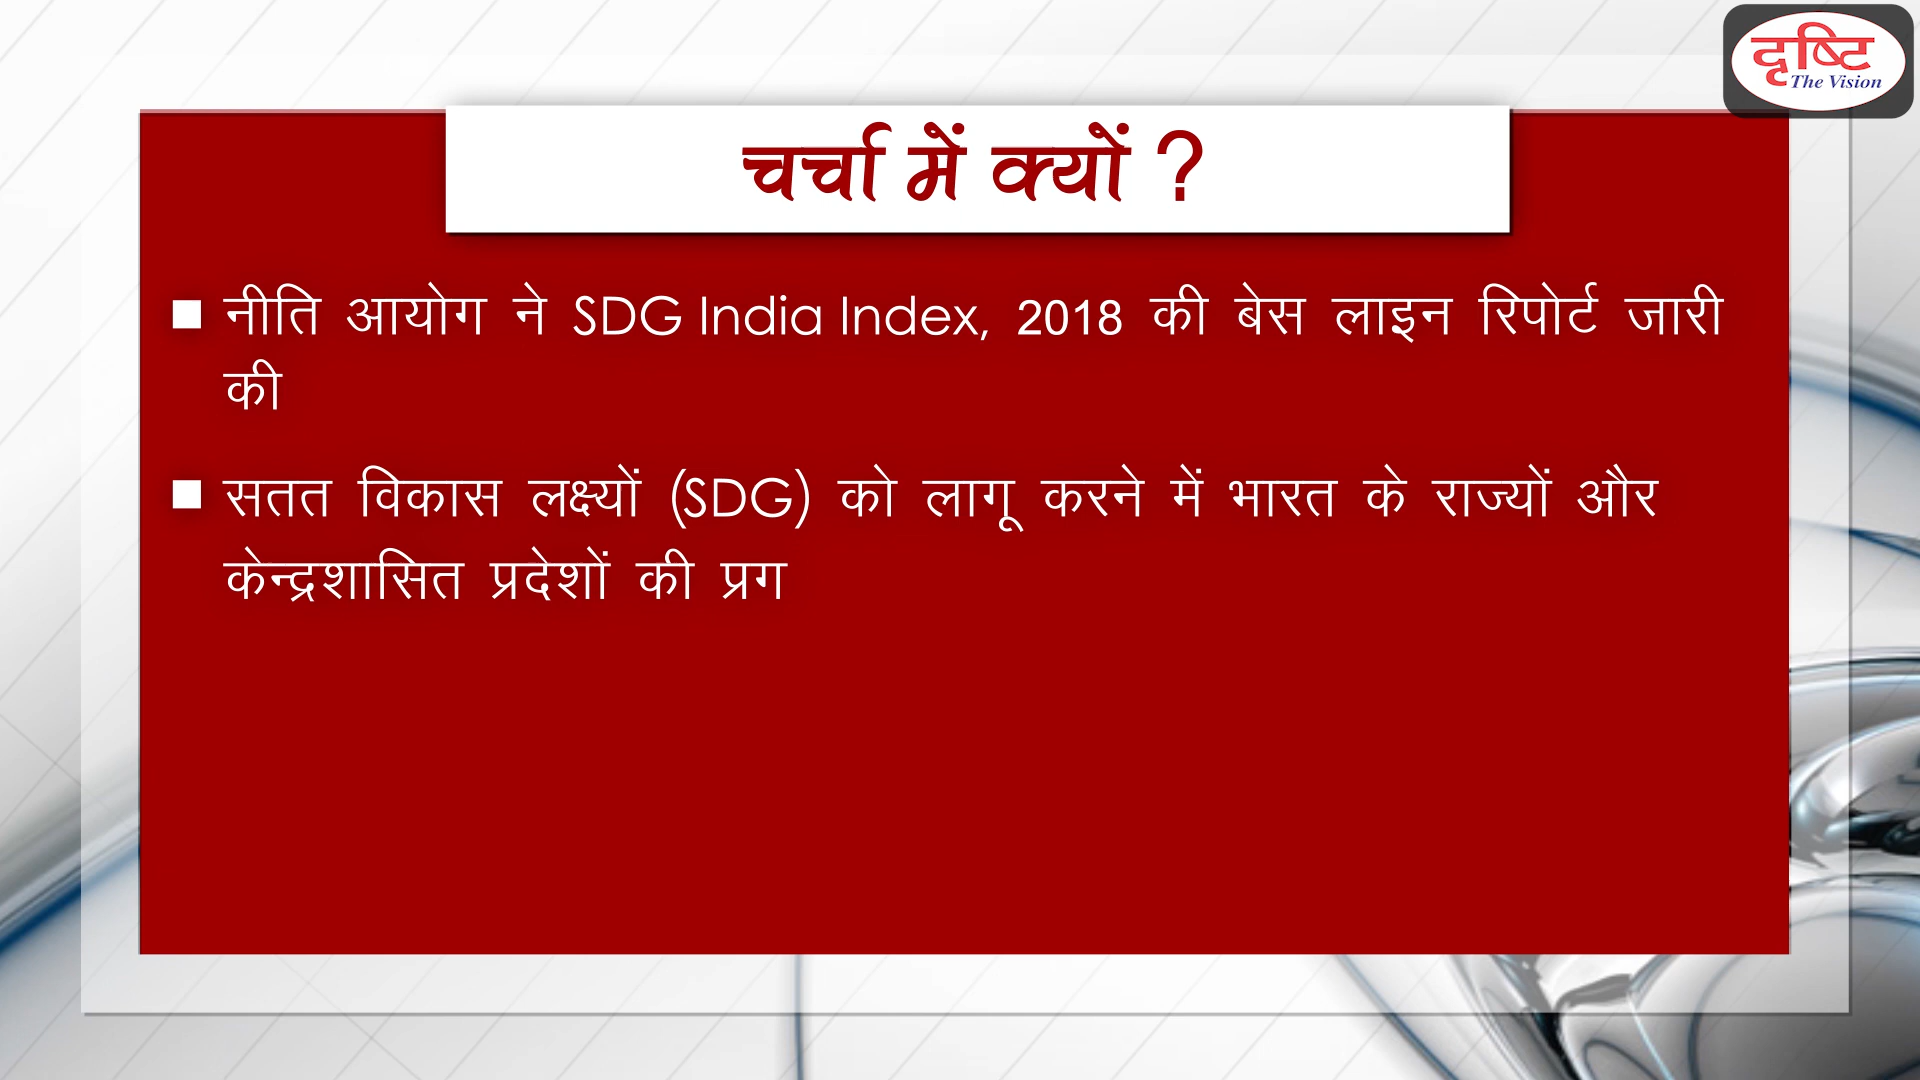 दृष्टि
The Vision
चर्चा में क्यों ?
■ नीति आयोग ने SDG India Index, 2018 की बेस लाइन रिपोर्ट जारी
की
■ सतत विकास लक्ष्यों (SDG) को लागू करने में भारत के राज्यों और
केन्द्रशासित प्रदेशों की प्रग